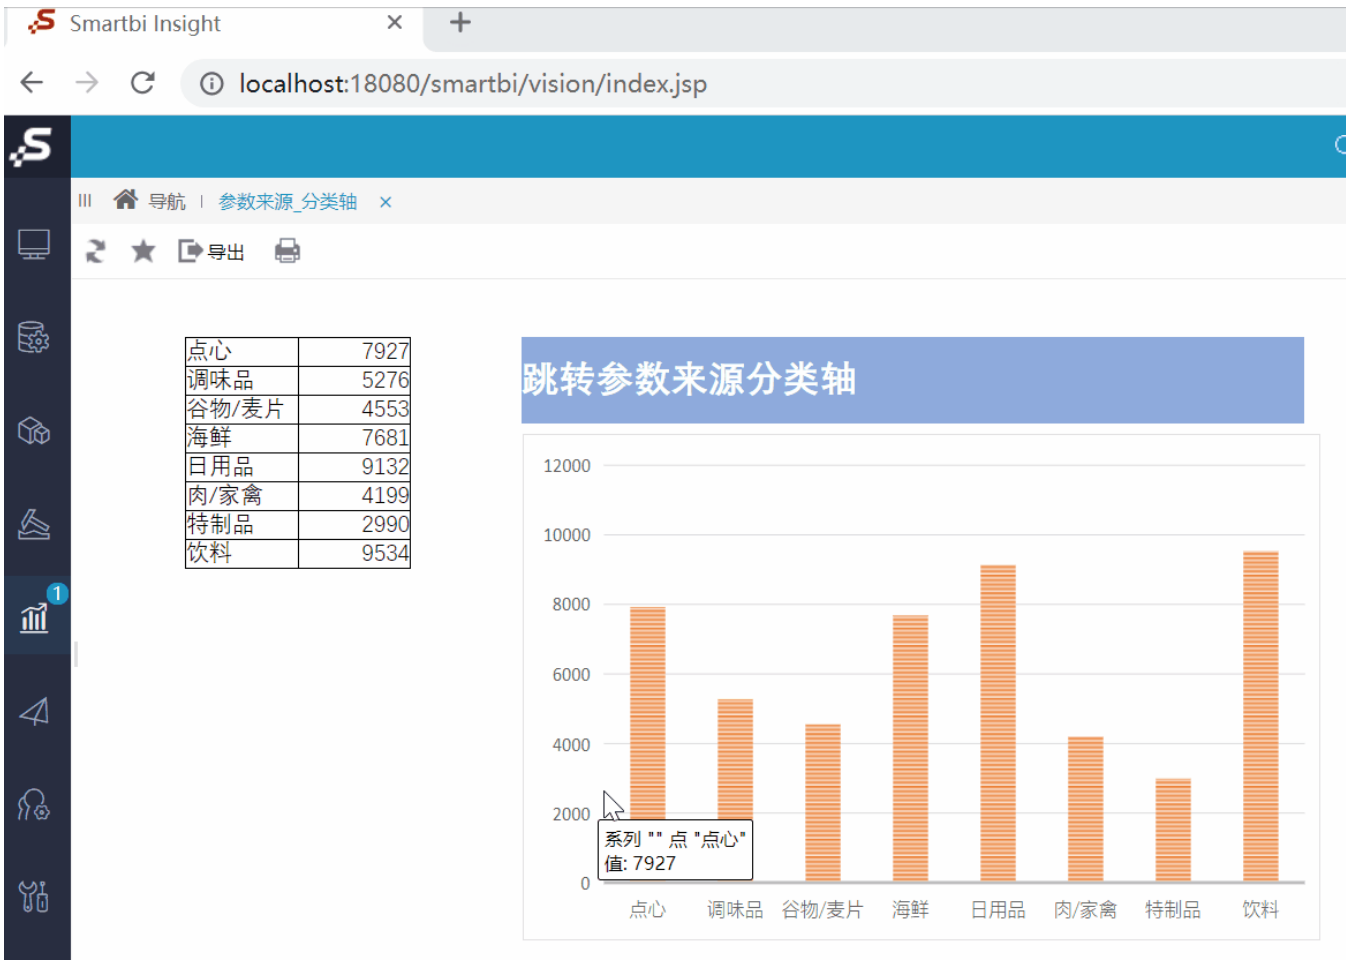 Smartbi Insight
localhost:18080/smartbi/vision/index.jsp
导航 参数来源_分类轴
导出
点心 7927
调味品 5276
谷物/麦片 4553
海鲜 7681
日用品 9132
肉/家禽 4199
特制品 2990
饮料 9534
跳转参数来源分类轴
12000
10000
8000
6000
4000
2000
0
系列 "" 点 "点心"
值: 7927
点心 调味品 谷物/麦片 海鲜 日用品 肉/家禽 特制品 饮料
1